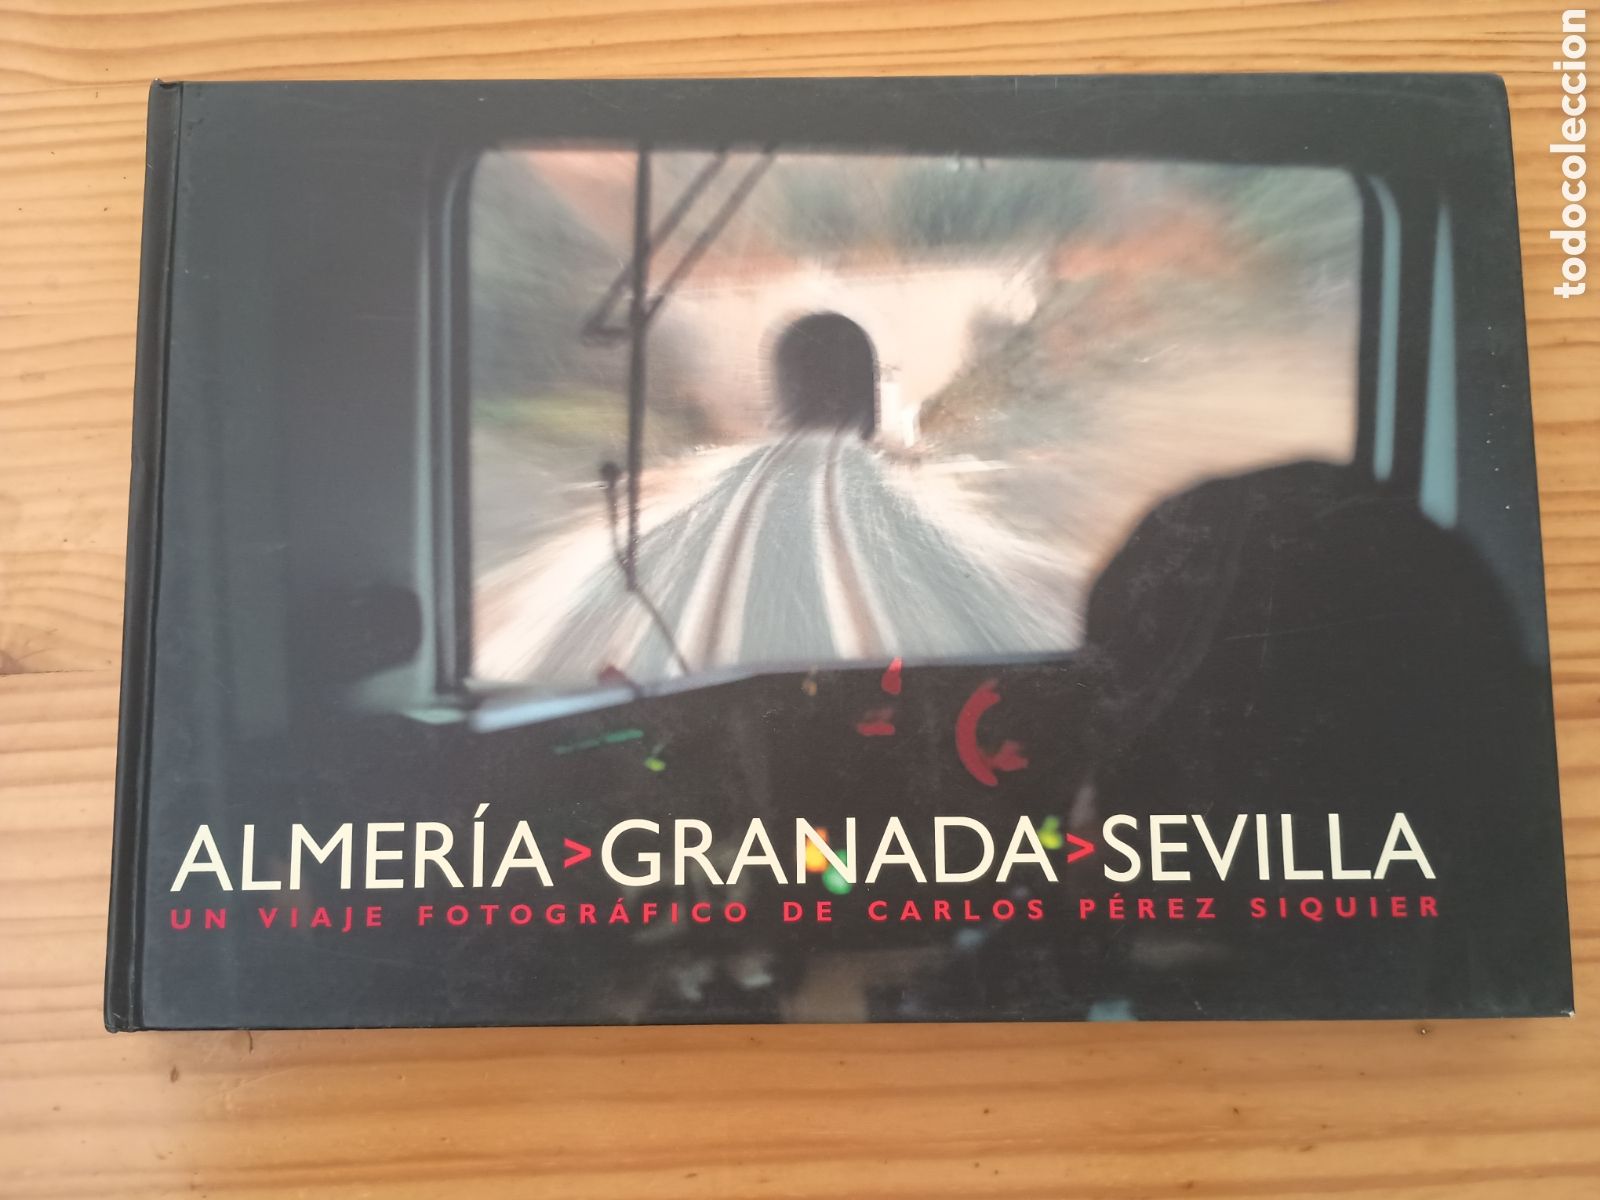 ALMERÍA>GRANADA>SEVILLA
UN VIAJE FOTOGRÁFICO DE CARLOS PÉREZ SIQUIER
todocoleccion